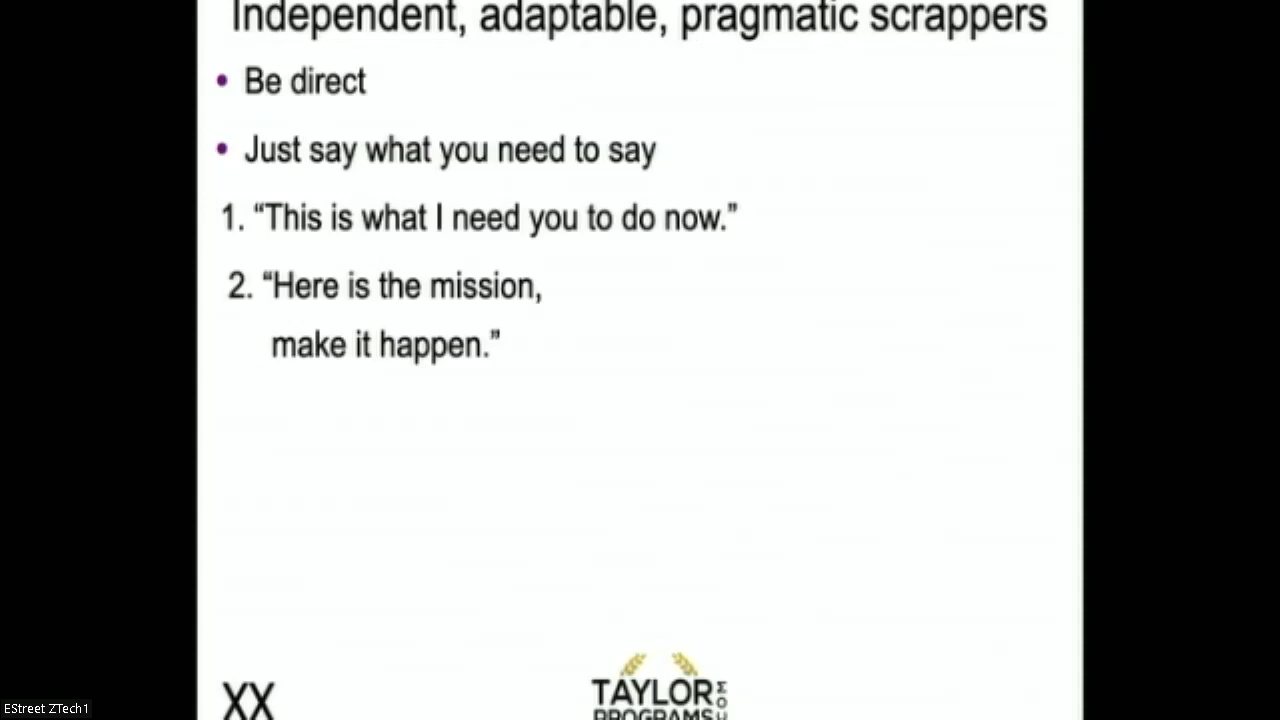 Independent, adaptable, pragmatic scrappers
• Be direct
• Just say what you need to say
1. “This is what I need you to do now.”
2. “Here is the mission,
make it happen.”
XX
TAYLOR
PROGRAMS
EStreet ZTech1